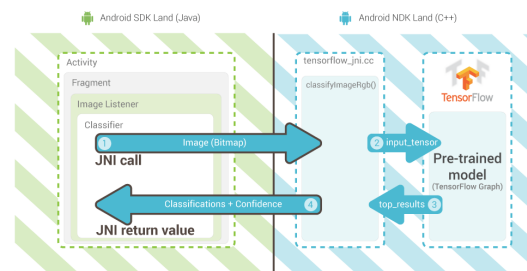 Android SDK Land (Java)
Android NDK Land (C++)
Activity
Fragment
Image Listener
Classifier
1 Image (Bitmap)
JNI call
Classifications + Confidence 4
JNI return value
tensorflow_jni.cc
classifyImageRgb()
2 input_tensor
TensorFlow
Pre-trained
model
(TensorFlow Graph)
top_results 3